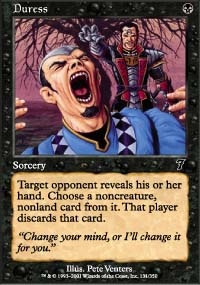 Duress
Sorcery
Target opponent reveals his or her
hand. Choose a noncreature,
nonland card from it. That player
discards that card.
"Change your mind, or I'll change it
for you."
Illus. Pete Venters
™ & © 1993-2001 Wizards of the Coast, Inc. 131/350